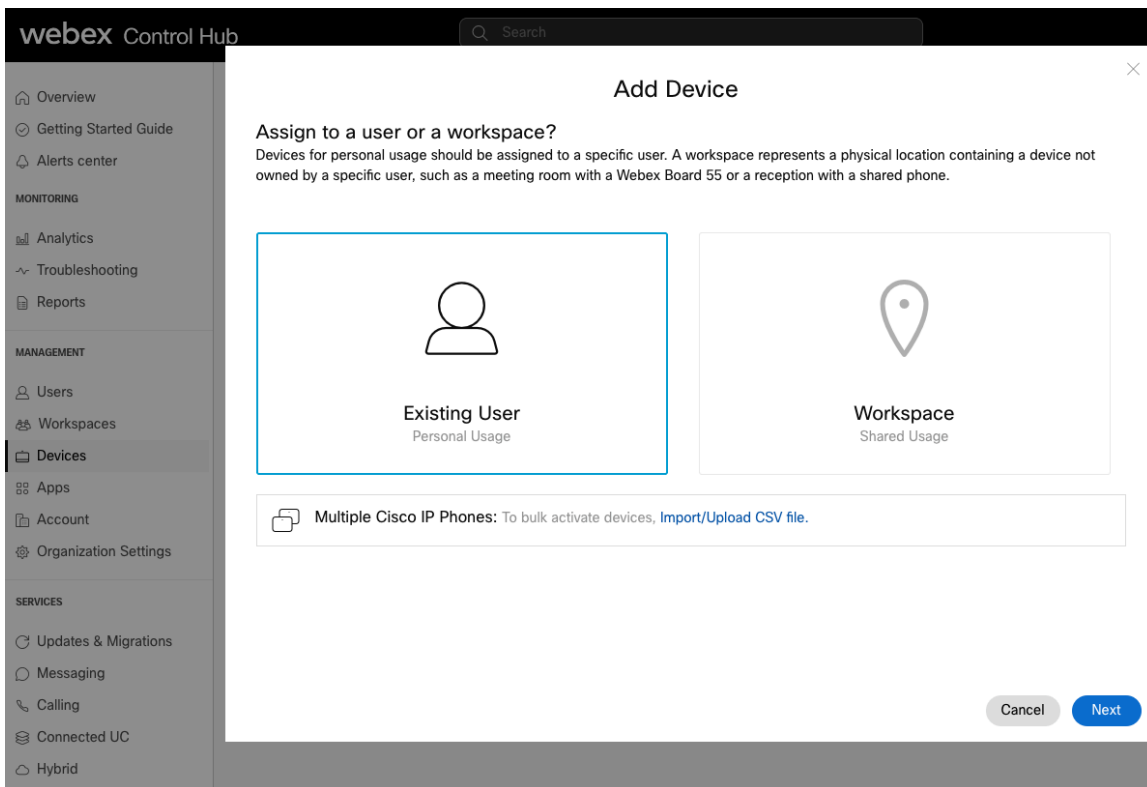 webex Control Hub
Search
Overview
Getting Started Guide
Alerts center
MONITORING
Analytics
Troubleshooting
Reports
MANAGEMENT
Users
Workspaces
Devices
Apps
Account
Organization Settings
SERVICES
Updates & Migrations
Messaging
Calling
Connected UC
Hybrid
Add Device
Assign to a user or a workspace?
Devices for personal usage should be assigned to a specific user. A workspace represents a physical location containing a device not
owned by a specific user, such as a meeting room with a Webex Board 55 or a reception with a shared phone.
Existing User
Personal Usage
Workspace
Shared Usage
Multiple Cisco IP Phones: To bulk activate devices, Import/Upload CSV file.
Cancel
Next